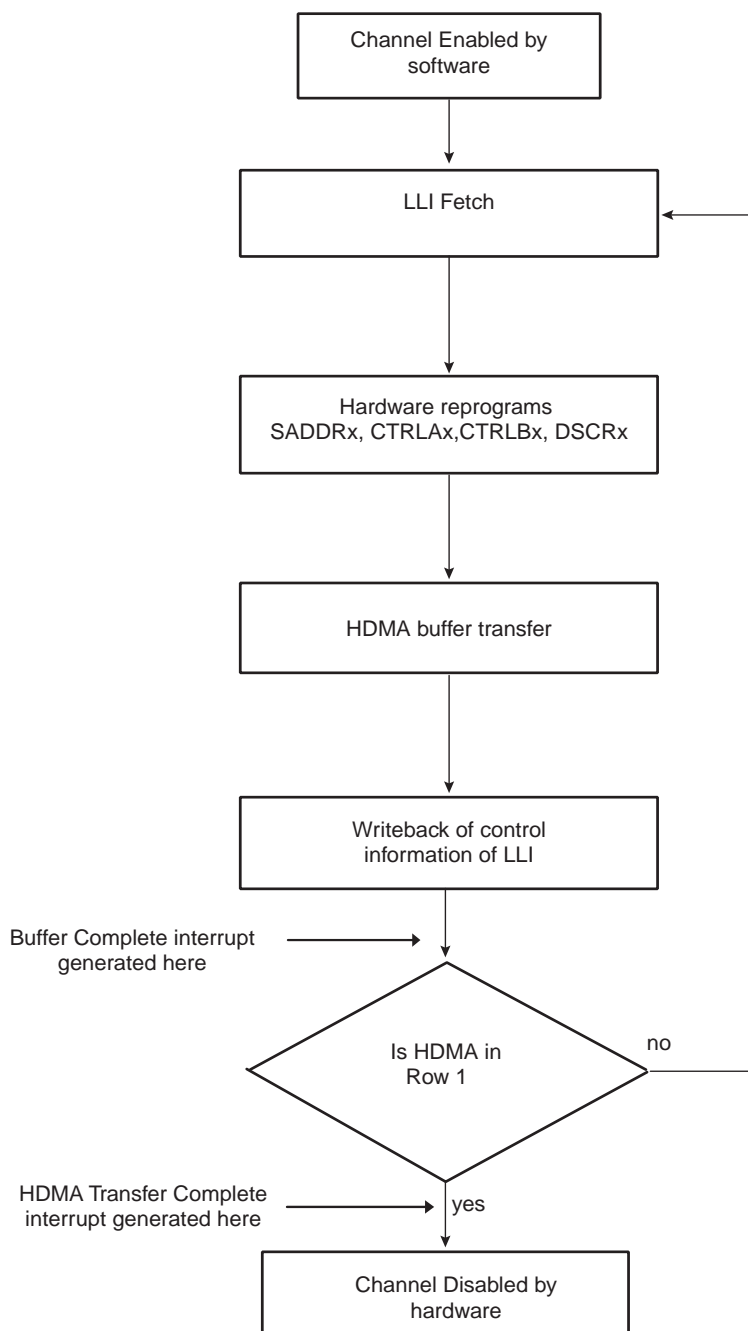 Channel Enabled by
software
LLI Fetch
Hardware reprograms
SADDRx, CTRLAx,CTRLBx, DSCRx
HDMA buffer transfer
Writeback of control
information of LLI
Buffer Complete interrupt
generated here
Is HDMA in
Row 1
no
HDMA Transfer Complete
interrupt generated here
yes
Channel Disabled by
hardware